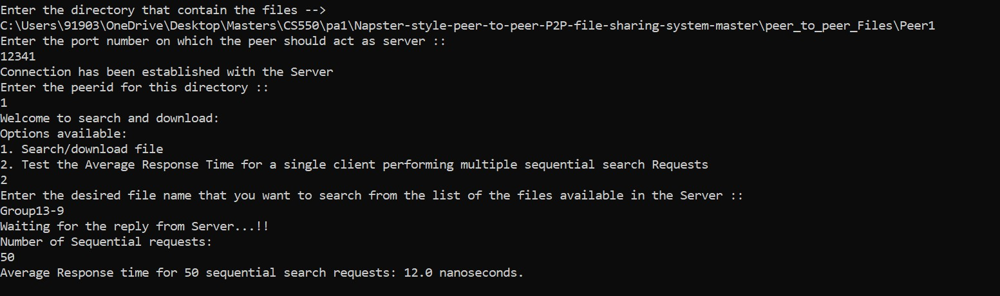 Enter the directory that contain the files -->
C:\Users\91903\OneDrive\Desktop\Masters\CS550\pa1\Napster-style-peer-to-peer-P2P-file-sharing-system-master\peer_to_peer_Files\Peer1
Enter the port number on which the peer should act as server ::
12341
Connection has been established with the Server
Enter the peerid for this directory ::
1
Welcome to search and download:
Options available:
1. Search/download file
2. Test the Average Response Time for a single client performing multiple sequential search Requests
2
Enter the desired file name that you want to search from the list of the files available in the Server ::
Group13-9
Waiting for the reply from Server...!!
Number of Sequential requests:
50
Average Response time for 50 sequential search requests: 12.0 nanoseconds.